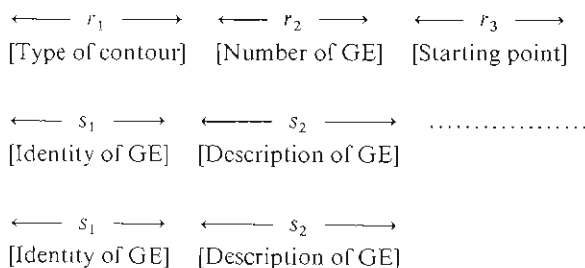 ← r₁ → ← r₂ → ← r₃ →
[Type of contour] [Number of GE] [Starting point]
← s₁ → ← s₂ → ..................
[Identity of GE] [Description of GE]
← s₁ → ← s₂ →
[Identity of GE] [Description of GE]